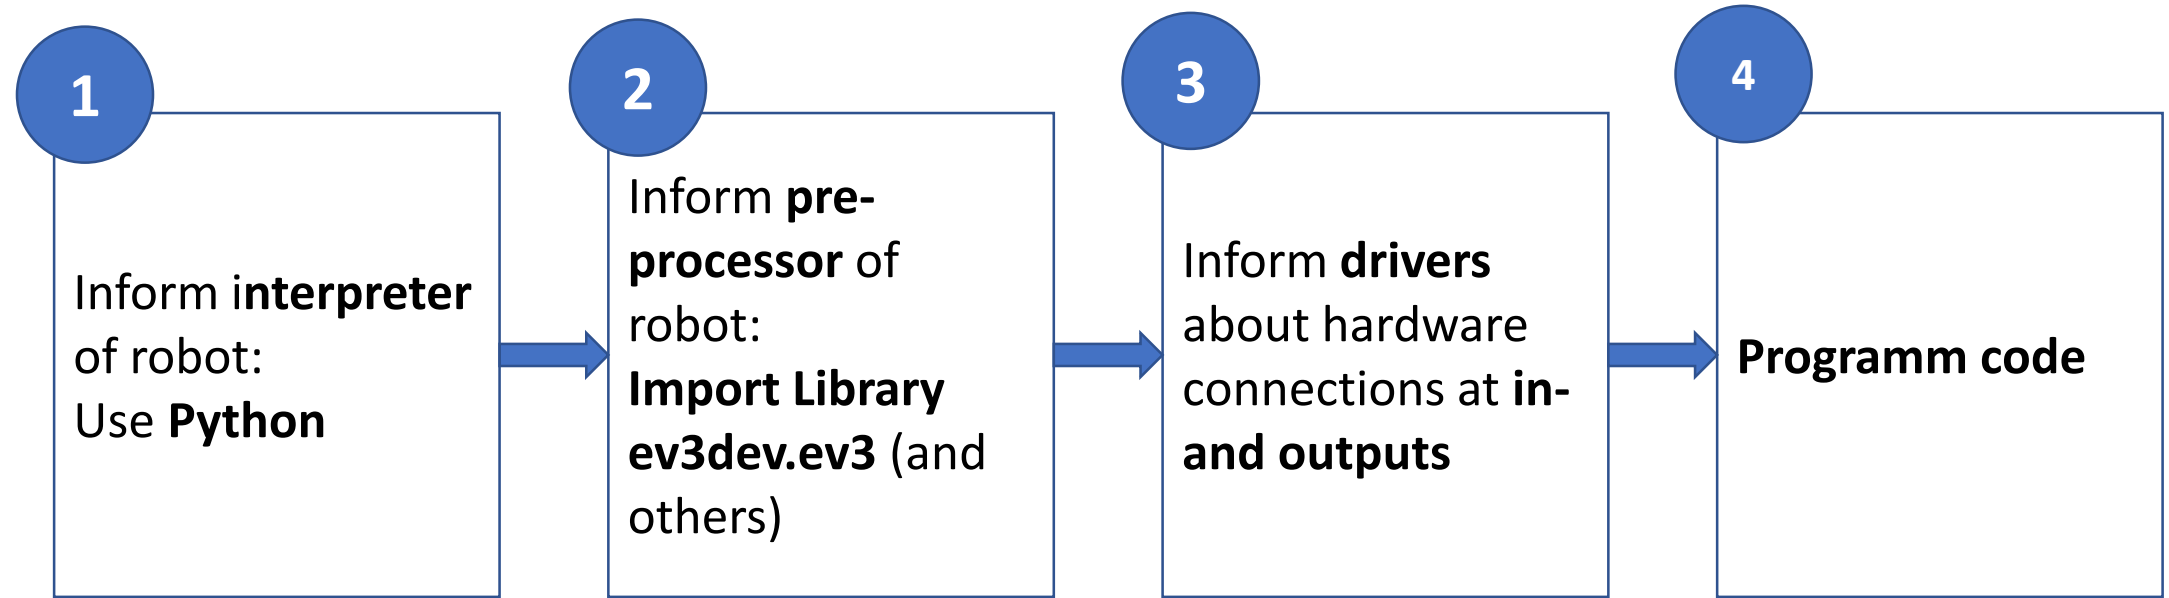 1
Inform interpreter
of robot:
Use Python
2
Inform pre-
processor of
robot:
Import Library
ev3dev.ev3 (and
others)
3
Inform drivers
about hardware
connections at in-
and outputs
4
Programm code